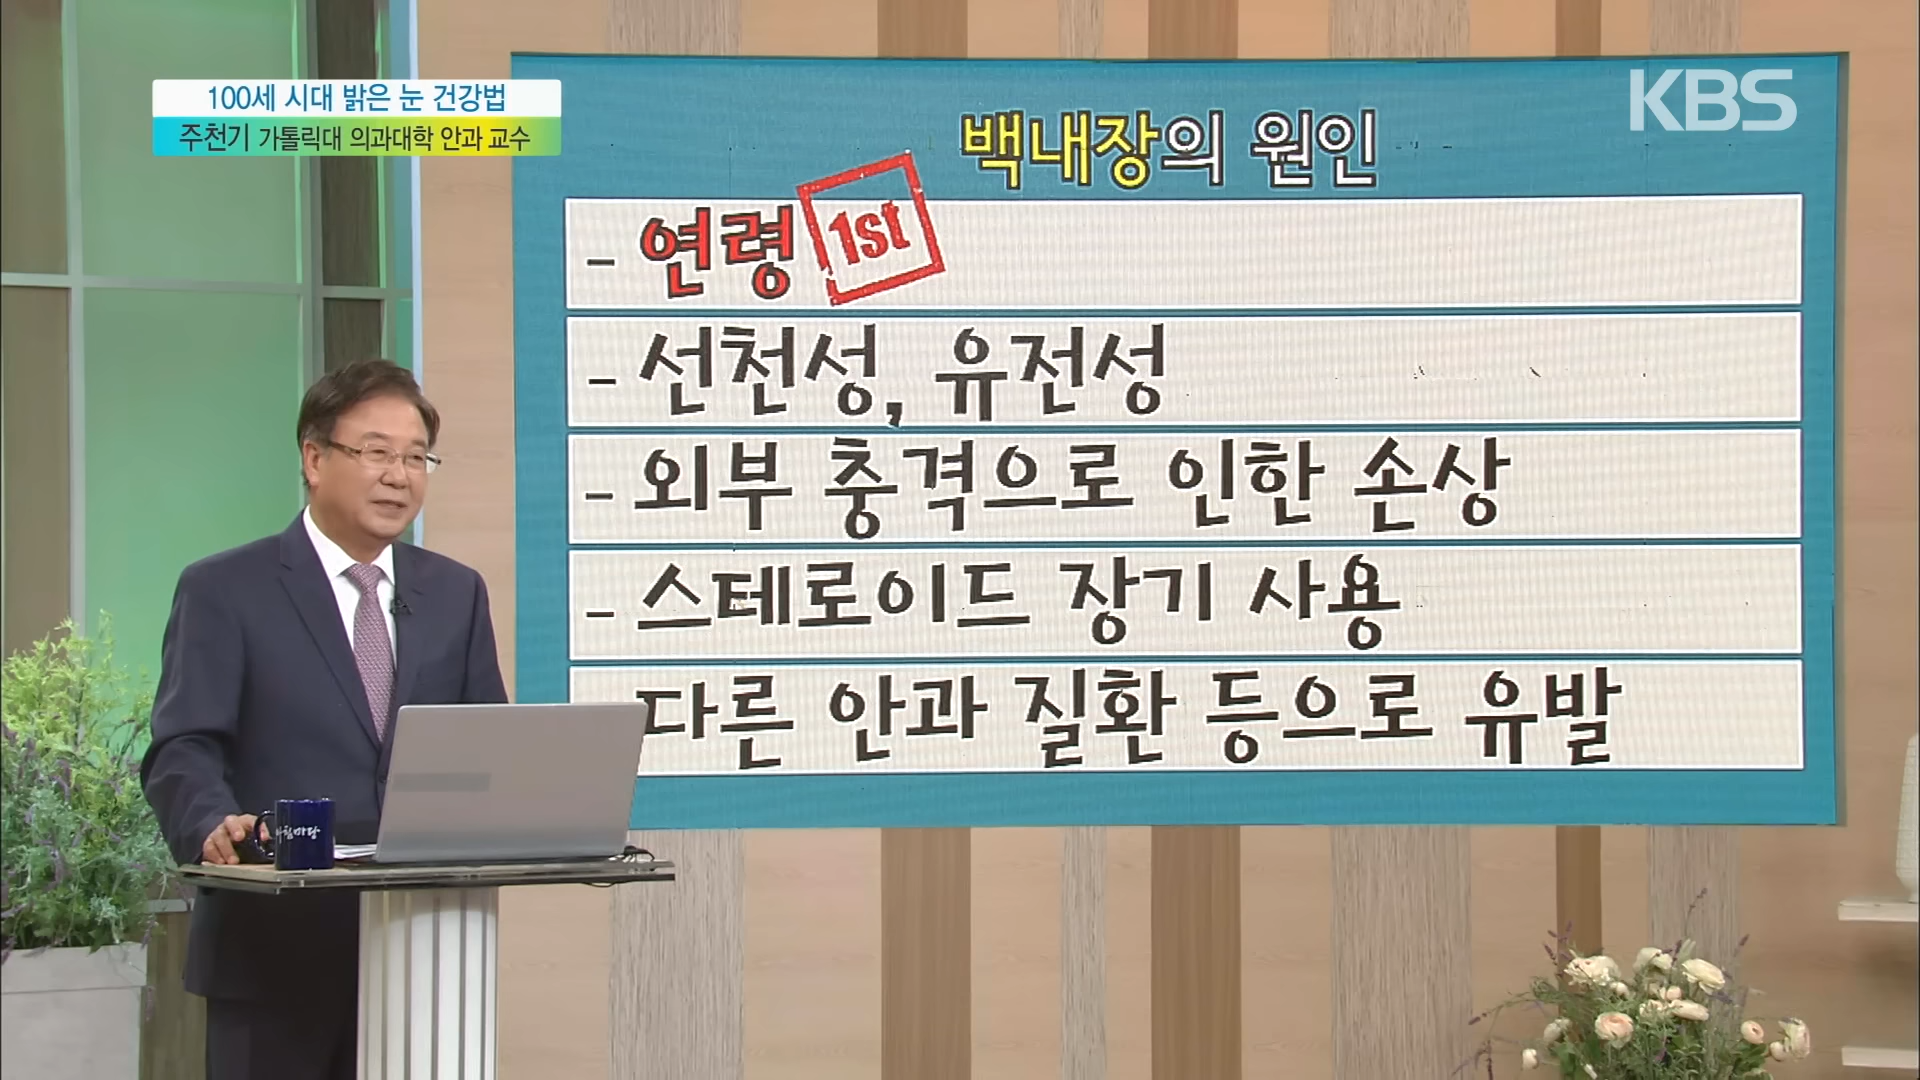 100세 시대 밝은 눈 건강법
주천기 가톨릭대 의과대학 안과 교수
KBS
백내장의 원인
- 연령 1st
- 선천성, 유전성
- 외부 충격으로 인한 손상
- 스테로이드 장기 사용
다른 안과 질환 등으로 유발
침마당